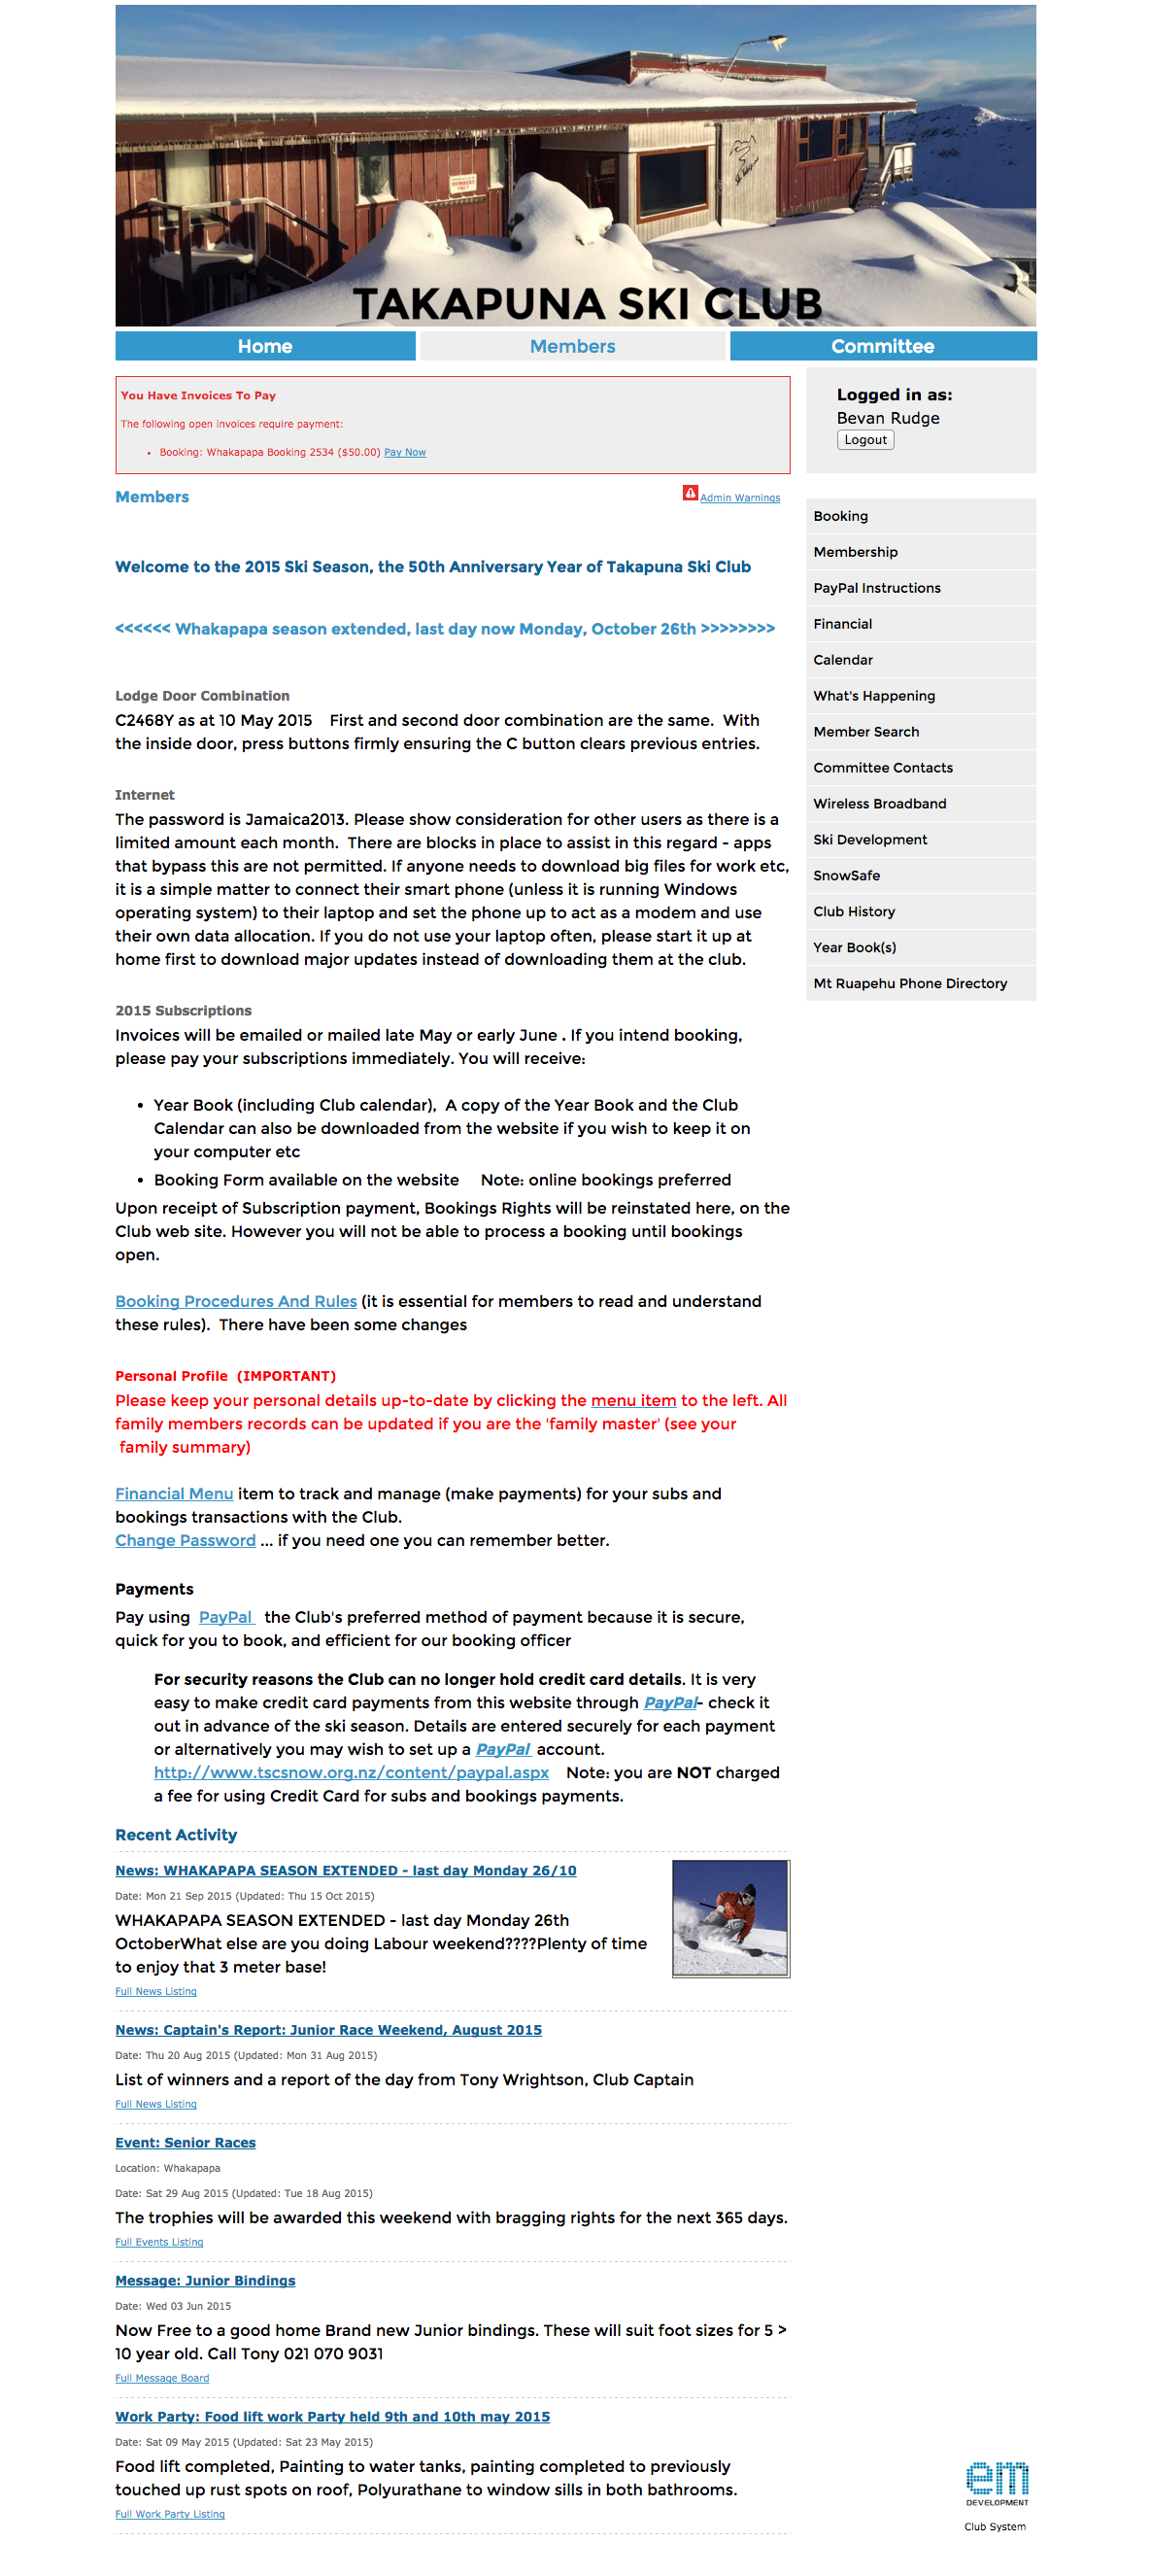 TAKAPUNA SKI CLUB
Home
Members
Committee
You Have Invoices To Pay
The following open invoices require payment:
• Booking: Whakapapa Booking 2534 ($50.00) Pay Now
Logged in as:
Bevan Rudge
Logout
Members
Admin Warnings
Booking
Membership
PayPal Instructions
Financial
Calendar
What's Happening
Member Search
Committee Contacts
Wireless Broadband
Ski Development
SnowSafe
Club History
Year Book(s)
Mt Ruapehu Phone Directory
Welcome to the 2015 Ski Season, the 50th Anniversary Year of Takapuna Ski Club
<<<<<< Whakapapa season extended, last day now Monday, October 26th >>>>>>>>
Lodge Door Combination
C2468Y as at 10 May 2015 First and second door combination are the same. With
the inside door, press buttons firmly ensuring the C button clears previous entries.
Internet
The password is Jamaica2013. Please show consideration for other users as there is a
limited amount each month. There are blocks in place to assist in this regard - apps
that bypass this are not permitted. If anyone needs to download big files for work etc,
it is a simple matter to connect their smart phone (unless it is running Windows
operating system) to their laptop and set the phone up to act as a modem and use
their own data allocation. If you do not use your laptop often, please start it up at
home first to download major updates instead of downloading them at the club.
2015 Subscriptions
Invoices will be emailed or mailed late May or early June . If you intend booking,
please pay your subscriptions immediately. You will receive:
• Year Book (including Club calendar), A copy of the Year Book and the Club
Calendar can also be downloaded from the website if you wish to keep it on
your computer etc
• Booking Form available on the website Note: online bookings preferred
Upon receipt of Subscription payment, Bookings Rights will be reinstated here, on the
Club web site. However you will not be able to process a booking until bookings
open.
Booking Procedures And Rules (it is essential for members to read and understand
these rules). There have been some changes
Personal Profile (IMPORTANT)
Please keep your personal details up-to-date by clicking the menu item to the left. All
family members records can be updated if you are the 'family master' (see your
family summary)
Financial Menu item to track and manage (make payments) for your subs and
bookings transactions with the Club.
Change Password ... if you need one you can remember better.
Payments
Pay using PayPal the Club's preferred method of payment because it is secure,
quick for you to book, and efficient for our booking officer
For security reasons the Club can no longer hold credit card details. It is very
easy to make credit card payments from this website through PayPal- check it
out in advance of the ski season. Details are entered securely for each payment
or alternatively you may wish to set up a PayPal account.
http://www.tscsnow.org.nz/content/paypal.aspx Note: you are NOT charged
a fee for using Credit Card for subs and bookings payments.
Recent Activity
News: WHAKAPAPA SEASON EXTENDED - last day Monday 26/10
Date: Mon 21 Sep 2015 (Updated: Thu 15 Oct 2015)
WHAKAPAPA SEASON EXTENDED - last day Monday 26th
OctoberWhat else are you doing Labour weekend????Plenty of time
to enjoy that 3 meter base!
Full News Listing
News: Captain's Report: Junior Race Weekend, August 2015
Date: Thu 20 Aug 2015 (Updated: Mon 31 Aug 2015)
List of winners and a report of the day from Tony Wrightson, Club Captain
Full News Listing
Event: Senior Races
Location: Whakapapa
Date: Sat 29 Aug 2015 (Updated: Tue 18 Aug 2015)
The trophies will be awarded this weekend with bragging rights for the next 365 days.
Full Events Listing
Message: Junior Bindings
Date: Wed 03 Jun 2015
Now Free to a good home Brand new Junior bindings. These will suit foot sizes for 5 >
10 year old. Call Tony 021 070 9031
Full Message Board
Work Party: Food lift work Party held 9th and 10th may 2015
Date: Sat 09 May 2015 (Updated: Sat 23 May 2015)
Food lift completed, Painting to water tanks, painting completed to previously
touched up rust spots on roof, Polyurathane to window sills in both bathrooms.
Full Work Party Listing
em
DEVELOPMENT
Club System